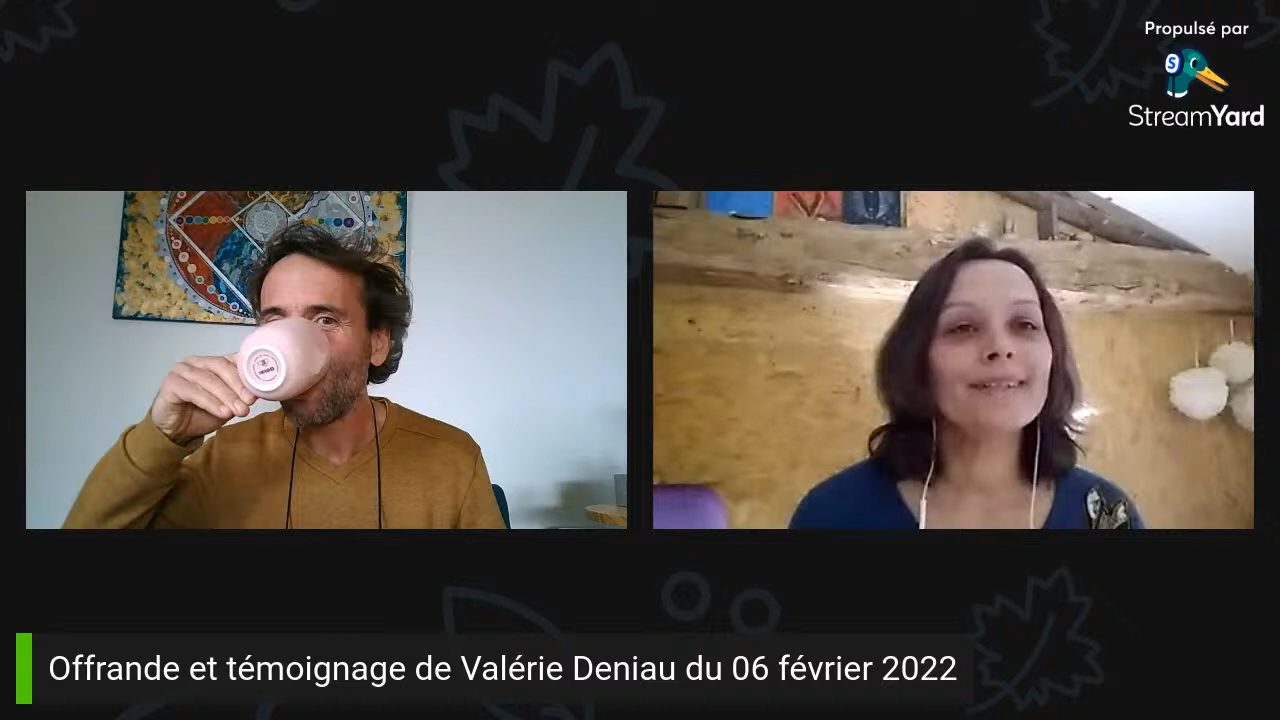 Propulsé par
S
StreamYard
Offrande et témoignage de Valérie Deniau du 06 février 2022